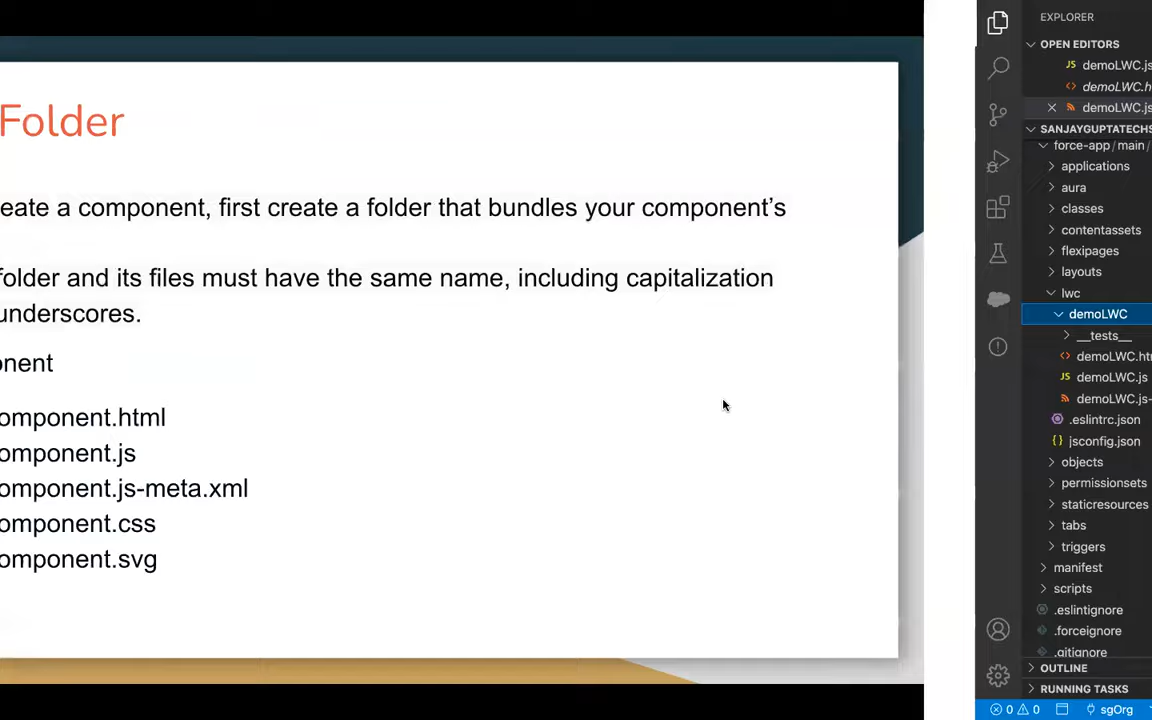 Folder
eate a component, first create a folder that bundles your component's
folder and its files must have the same name, including capitalization
underscores.
onent
omponent.html
omponent.js
omponent.js-meta.xml
omponent.css
omponent.svg
EXPLORER
OPEN EDITORS
JS demoLWC.js
demoLWC.h
demoLWC.js
SANJAYGUPTATECHS
force-app/main/
applications
aura
classes
contentassets
flexipages
layouts
lwc
demoLWC
__tests__
demoLWC.htm
JS demoLWC.js
demoLWC.js-
.eslintrc.json
{} jsconfig.json
objects
permissionsets
staticresources
tabs
triggers
manifest
scripts
.eslintignore
.forceignore
.gitignore
OUTLINE
RUNNING TASKS
0 0 sgOrg